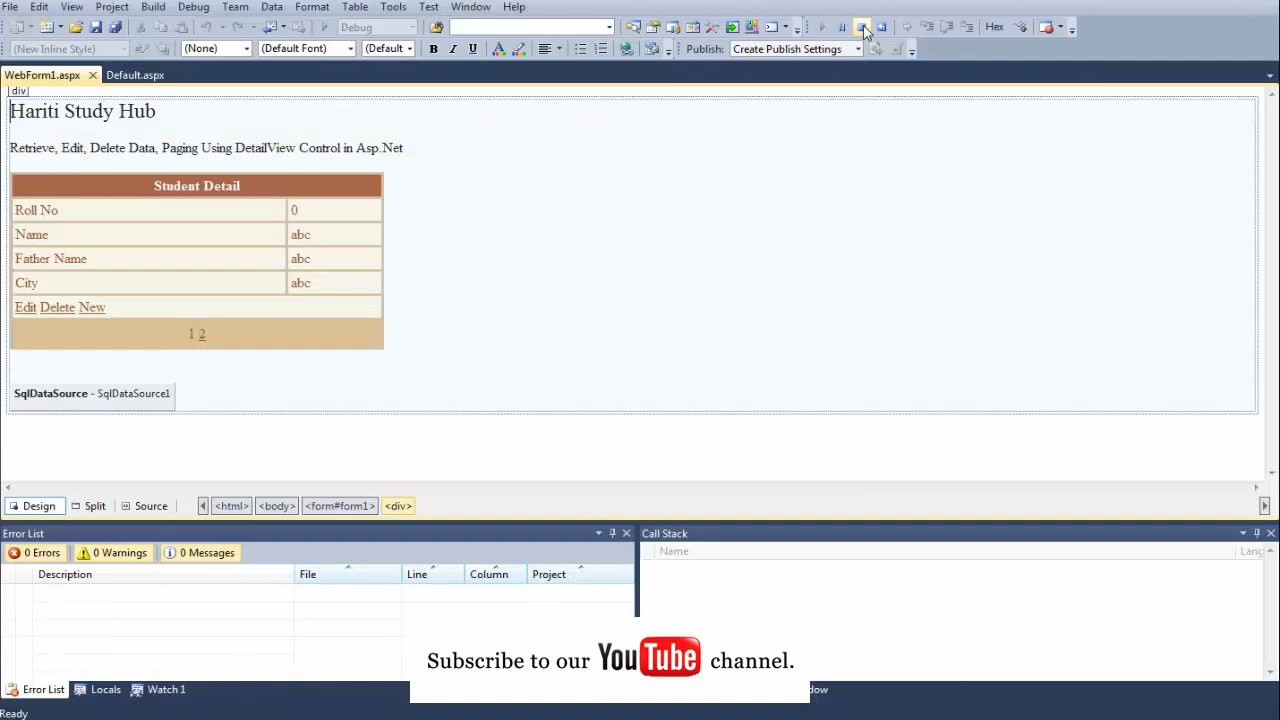 File Edit View Project Build Debug Team Data Format Table Tools Test Window Help
Debug
Hex
(New Inline Style) (None) (Default Font) (Default B I U A Publish: Create Publish Settings
WebForm1.aspx Default.aspx
div
Hariti Study Hub
Retrieve, Edit, Delete Data, Paging Using DetailView Control in Asp.Net
Student Detail
Roll No 0
Name abc
Father Name abc
City abc
Edit Delete New
1 2
SqlDataSource - SqlDataSource1
Design Split Source <html> <body> <form#form1> <div>
Error List Call Stack
0 Errors 0 Warnings 0 Messages Name Lang
Description File Line Column Project
Subscribe to our YouTube channel.
Error List Locals Watch 1 dow
Ready